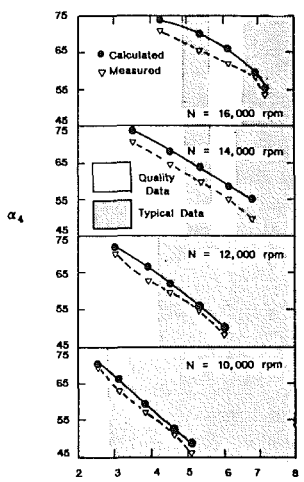 75
65
55
45
Calculated
Measured
N = 16,000 rpm
75
65
55
45
N = 14,000 rpm
Quality
Data
Typical Data
α4
75
65
55
45
N = 12,000 rpm
75
65
55
45
N = 10,000 rpm
2 3 4 5 6 7 8